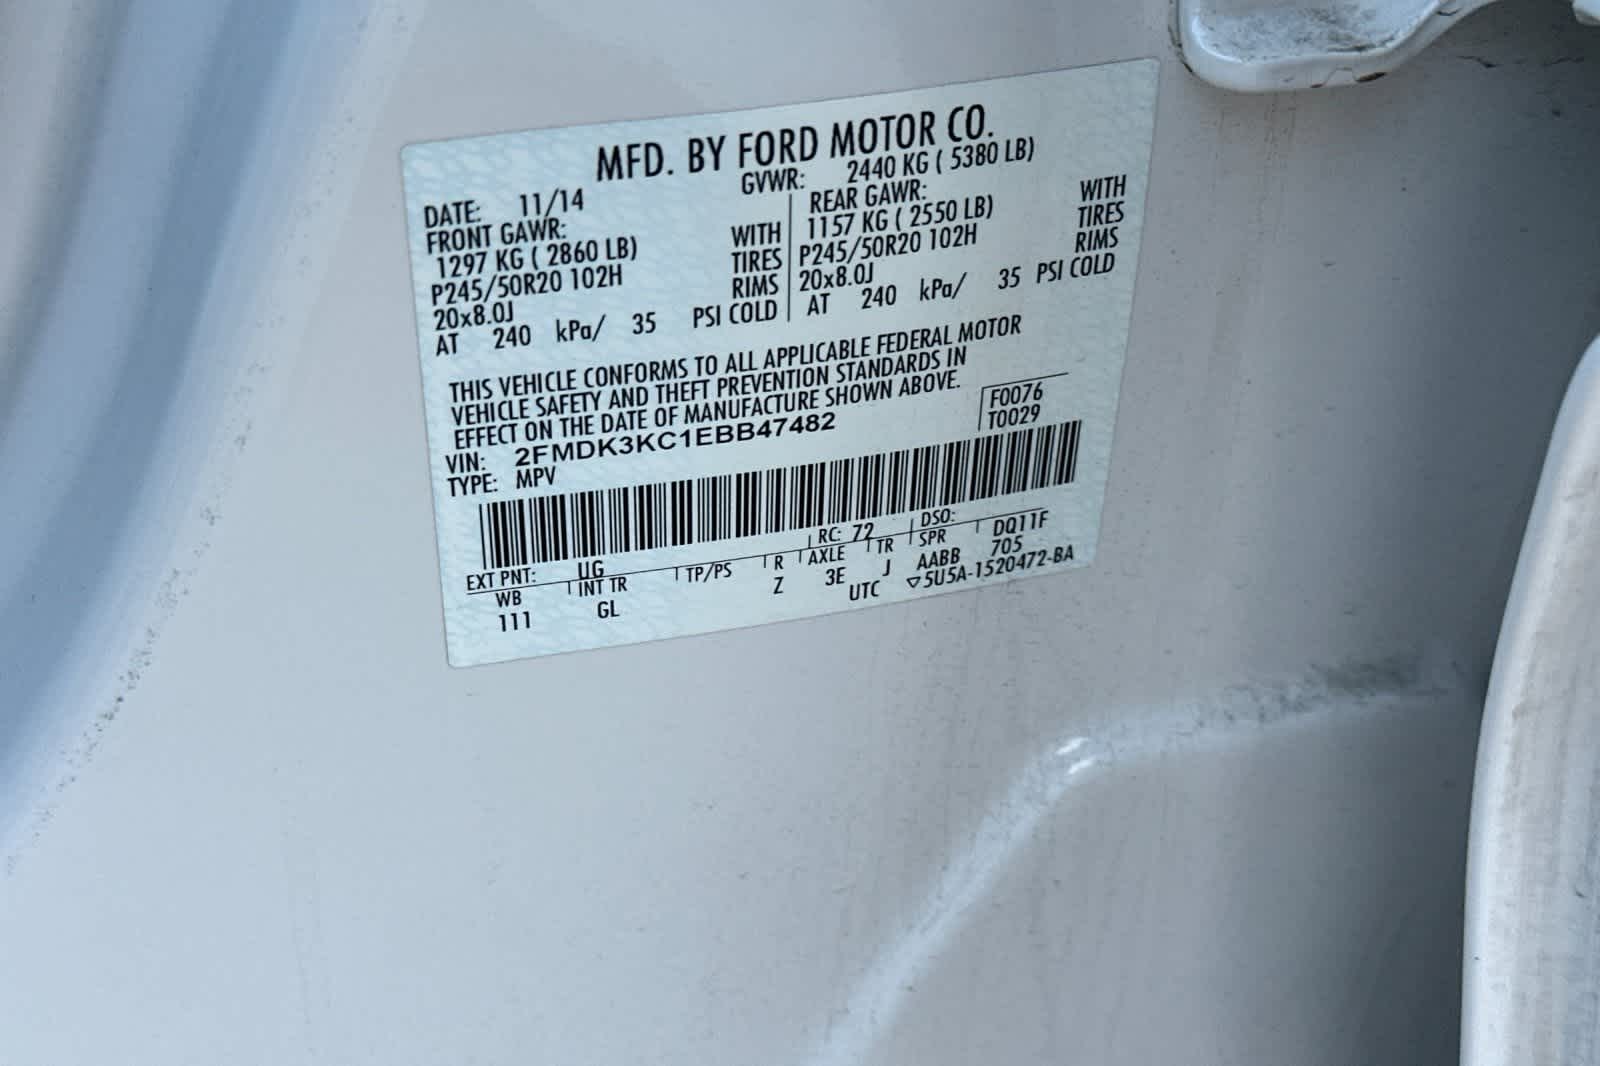 MFD. BY FORD MOTOR CO.
DATE: 11/14 GVWR: 2440 KG ( 5380 LB)
FRONT GAWR: REAR GAWR:
1297 KG ( 2860 LB) WITH 1157 KG ( 2550 LB) WITH
P245/50R20 102H TIRES P245/50R20 102H TIRES
20x8.0J RIMS 20x8.0J RIMS
AT 240 kPa/ 35 PSI COLD AT 240 kPa/ 35 PSI COLD
THIS VEHICLE CONFORMS TO ALL APPLICABLE FEDERAL MOTOR
VEHICLE SAFETY AND THEFT PREVENTION STANDARDS IN
EFFECT ON THE DATE OF MANUFACTURE SHOWN ABOVE.
F0076
VIN: 2FMDK3KC1EBB47482 T0029
TYPE: MPV
EXT PNT: UG RC: 72 DSO:
WB INT TR TP/PS R AXLE TR SPR DQ11F
111 GL Z 3E J AABB 705
UTC ▽5U5A-1520472-BA